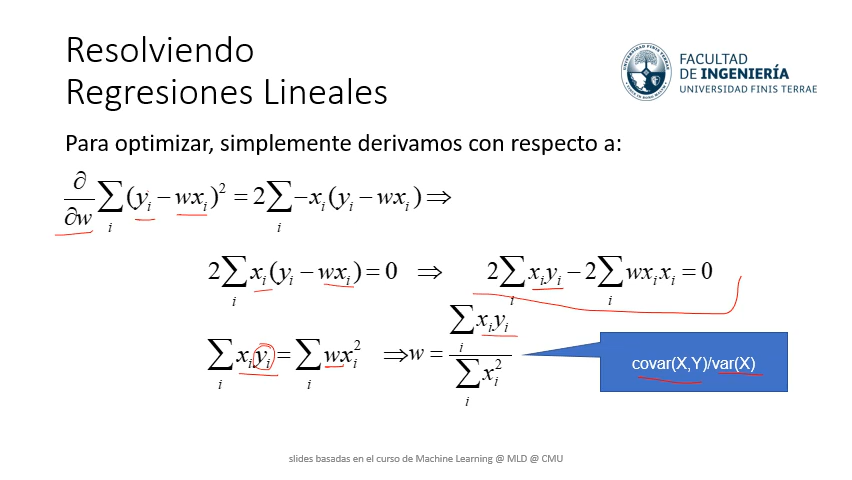 Resolviendo
Regresiones Lineales
FACULTAD
DE INGENIERÍA
UNIVERSIDAD FINIS TERRAE
Para optimizar, simplemente derivamos con respecto a:
∂/∂w ∑_i (y_i − wx_i)² = 2∑_i −x_i(y_i − wx_i) ⇒
2∑_i x_i(y_i − wx_i) = 0 ⇒ 2∑_i x_i y_i − 2∑_i wx_i x_i = 0
∑_i x_i y_i = ∑_i wx_i² ⇒ w = ∑_i x_i y_i / ∑_i x_i²
covar(X,Y)/var(X)
slides basadas en el curso de Machine Learning @ MLD @ CMU